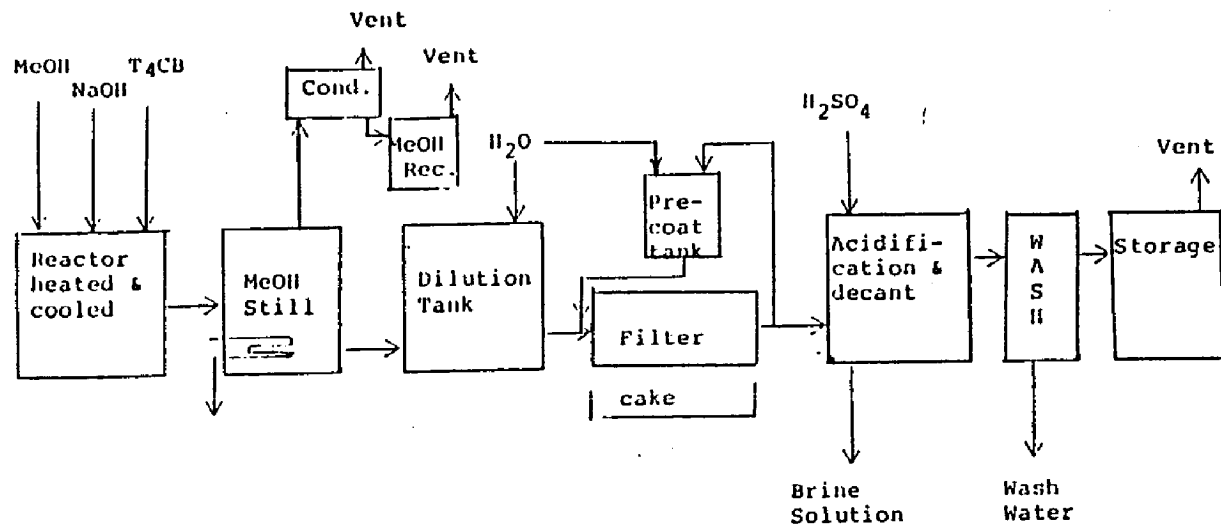 Vent
Vent
MeOH
NaOH
T₄CB
Cond.
MeOH
Rec.
H₂O
H₂SO₄
Vent
Reactor
heated &
cooled
MeOH
Still
Dilution
Tank
Pre-
coat
tank
Filter
cake
Acidifi-
cation &
decant
W
A
S
H
Storage
Brine
Solution
Wash
Water